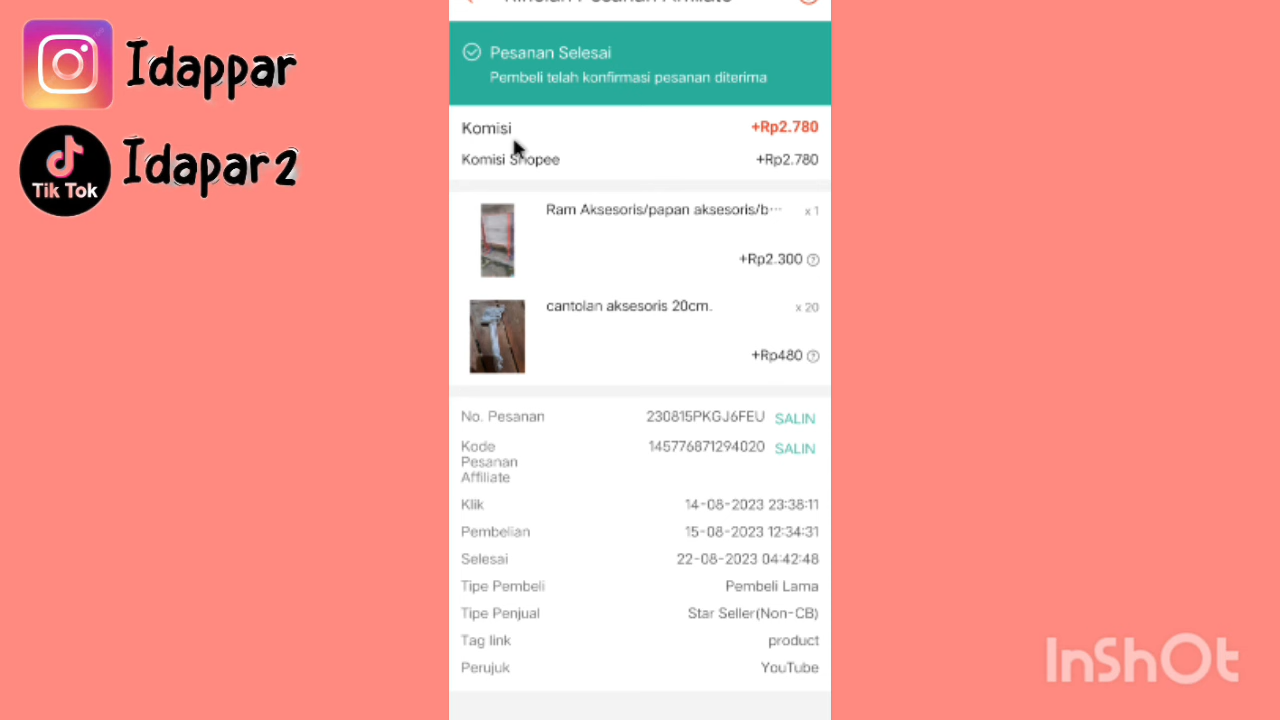 Idappar
Tik Tok
Idapar2
Pesanan Selesai
Pembeli telah konfirmasi pesanan diterima
Komisi +Rp2.780
Komisi Shopee +Rp2.780
Ram Aksesoris/papan aksesoris/b… x 1
+Rp2.300
cantolan aksesoris 20cm. x 20
+Rp480
No. Pesanan 230815PKGJ6FEU SALIN
Kode Pesanan Affiliate 145776871294020 SALIN
Klik 14-08-2023 23:38:11
Pembelian 15-08-2023 12:34:31
Selesai 22-08-2023 04:42:48
Tipe Pembeli Pembeli Lama
Tipe Penjual Star Seller(Non-CB)
Tag link product
Perujuk YouTube
InShOt